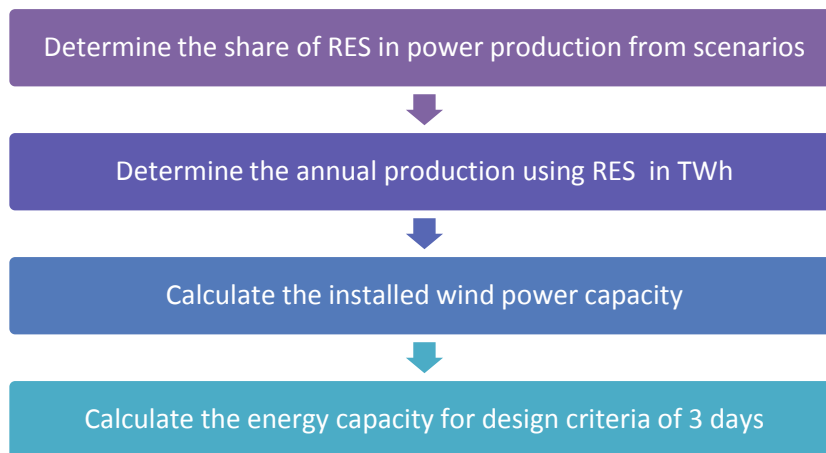 Determine the share of RES in power production from scenarios
Determine the annual production using RES  in TWh
Calculate the installed wind power capacity
Calculate the energy capacity for design criteria of 3 days